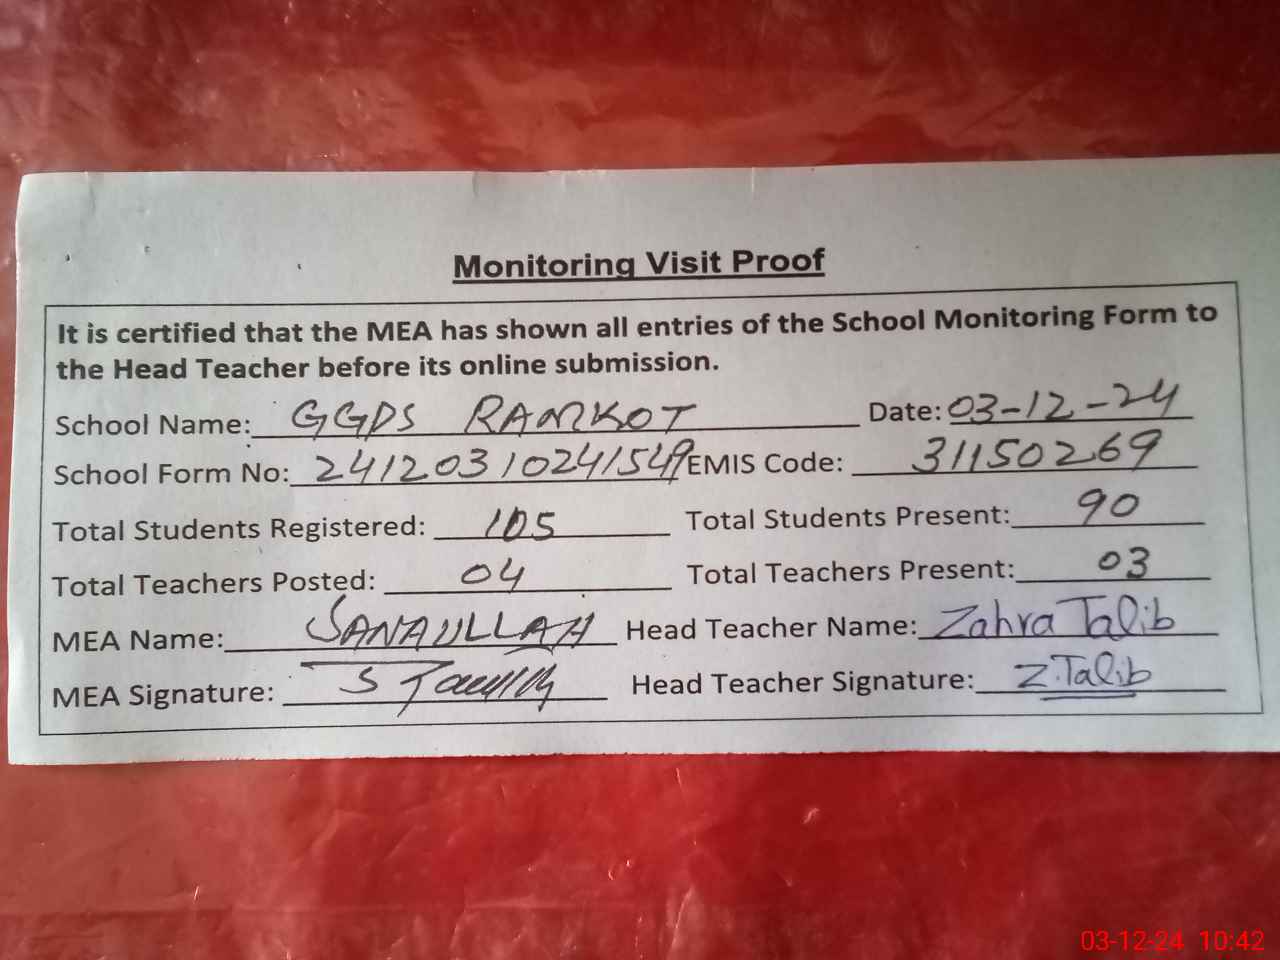 Monitoring Visit Proof
It is certified that the MEA has shown all entries of the School Monitoring Form to
the Head Teacher before its online submission.
School Name: GGPS RAMKOT Date: 03-12-24
School Form No: 24120310241549 EMIS Code: 31150269
Total Students Registered: 105 Total Students Present: 90
Total Teachers Posted: 04 Total Teachers Present: 03
MEA Name: SANAULLAH Head Teacher Name: Zahra Talib
MEA Signature: Head Teacher Signature: Z.Talib
03-12-24 10:42